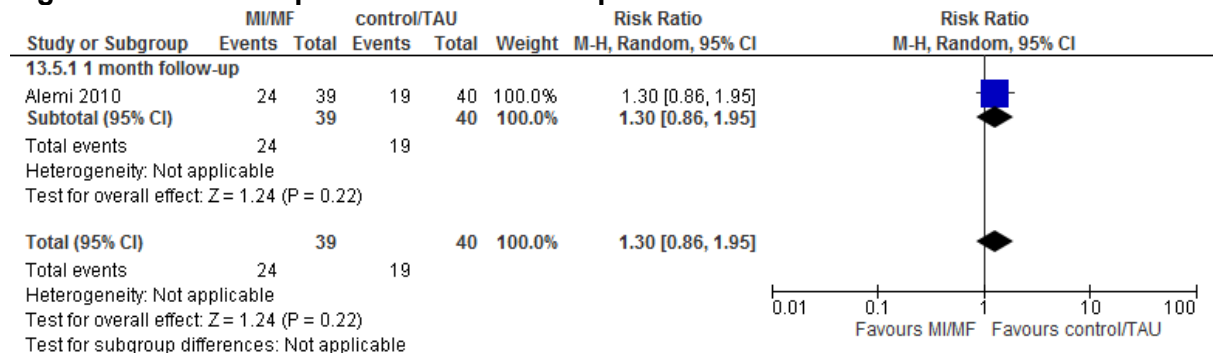 MI/MF control/TAU Risk Ratio Risk Ratio
Study or Subgroup Events Total Events Total Weight M-H, Random, 95% CI M-H, Random, 95% CI
13.5.1 1 month follow-up
Alemi 2010 24 39 19 40 100.0% 1.30 [0.86, 1.95]
Subtotal (95% CI) 39 40 100.0% 1.30 [0.86, 1.95]
Total events 24 19
Heterogeneity: Not applicable
Test for overall effect: Z = 1.24 (P = 0.22)
Total (95% CI) 39 40 100.0% 1.30 [0.86, 1.95]
Total events 24 19
Heterogeneity: Not applicable
Test for overall effect: Z = 1.24 (P = 0.22)
Test for subgroup differences: Not applicable
0.01 0.1 1 10 100
Favours MI/MF Favours control/TAU